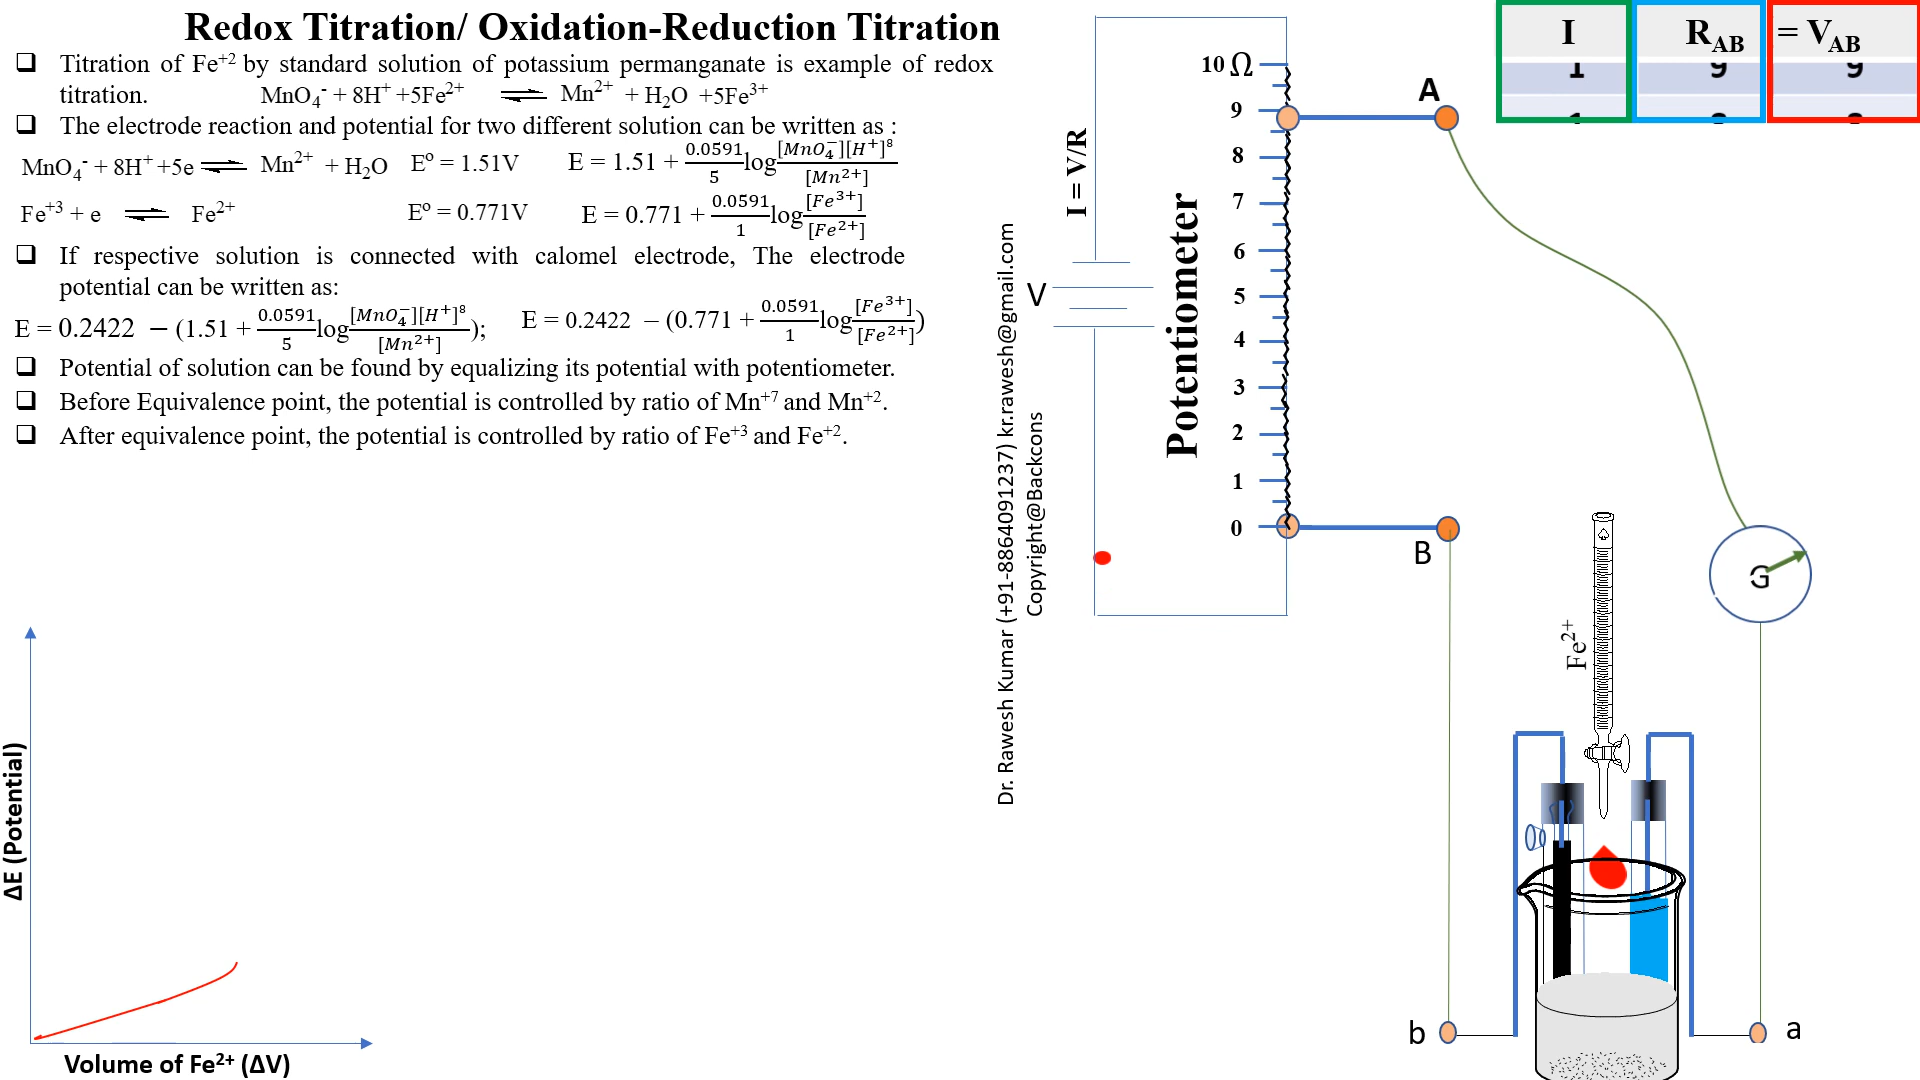 Redox Titration/ Oxidation-Reduction Titration
❑ Titration of Fe⁺² by standard solution of potassium permanganate is example of redox
titration. MnO₄⁻ + 8H⁺ +5Fe²⁺ ⇌ Mn²⁺ + H₂O +5Fe³⁺
❑ The electrode reaction and potential for two different solution can be written as :
MnO₄⁻ + 8H⁺ +5e ⇌ Mn²⁺ + H₂O E⁰ = 1.51V E = 1.51 + 0.0591/5 log [MnO₄⁻][H⁺]⁸/[Mn²⁺]
Fe⁺³ + e ⇌ Fe²⁺ E⁰ = 0.771V E = 0.771 + 0.0591/1 log [Fe³⁺]/[Fe²⁺]
❑ If respective solution is connected with calomel electrode, The electrode
potential can be written as:
E = 0.2422 − (1.51 + 0.0591/5 log [MnO₄⁻][H⁺]⁸/[Mn²⁺]); E = 0.2422 − (0.771 + 0.0591/1 log [Fe³⁺]/[Fe²⁺])
❑ Potential of solution can be found by equalizing its potential with potentiometer.
❑ Before Equivalence point, the potential is controlled by ratio of Mn⁺⁷ and Mn⁺².
❑ After equivalence point, the potential is controlled by ratio of Fe⁺³ and Fe⁺².
ΔE (Potential)
Volume of Fe²⁺ (ΔV)
Dr. Rawesh Kumar (+91-8864091237) kr.rawesh@gmail.com
Copyright@Backcons
I = V/R
V
Potentiometer
10 Ω
9
8
7
6
5
4
3
2
1
0
A
B
I R_AB = V_AB
1 9 9
G
Fe²⁺
b
a